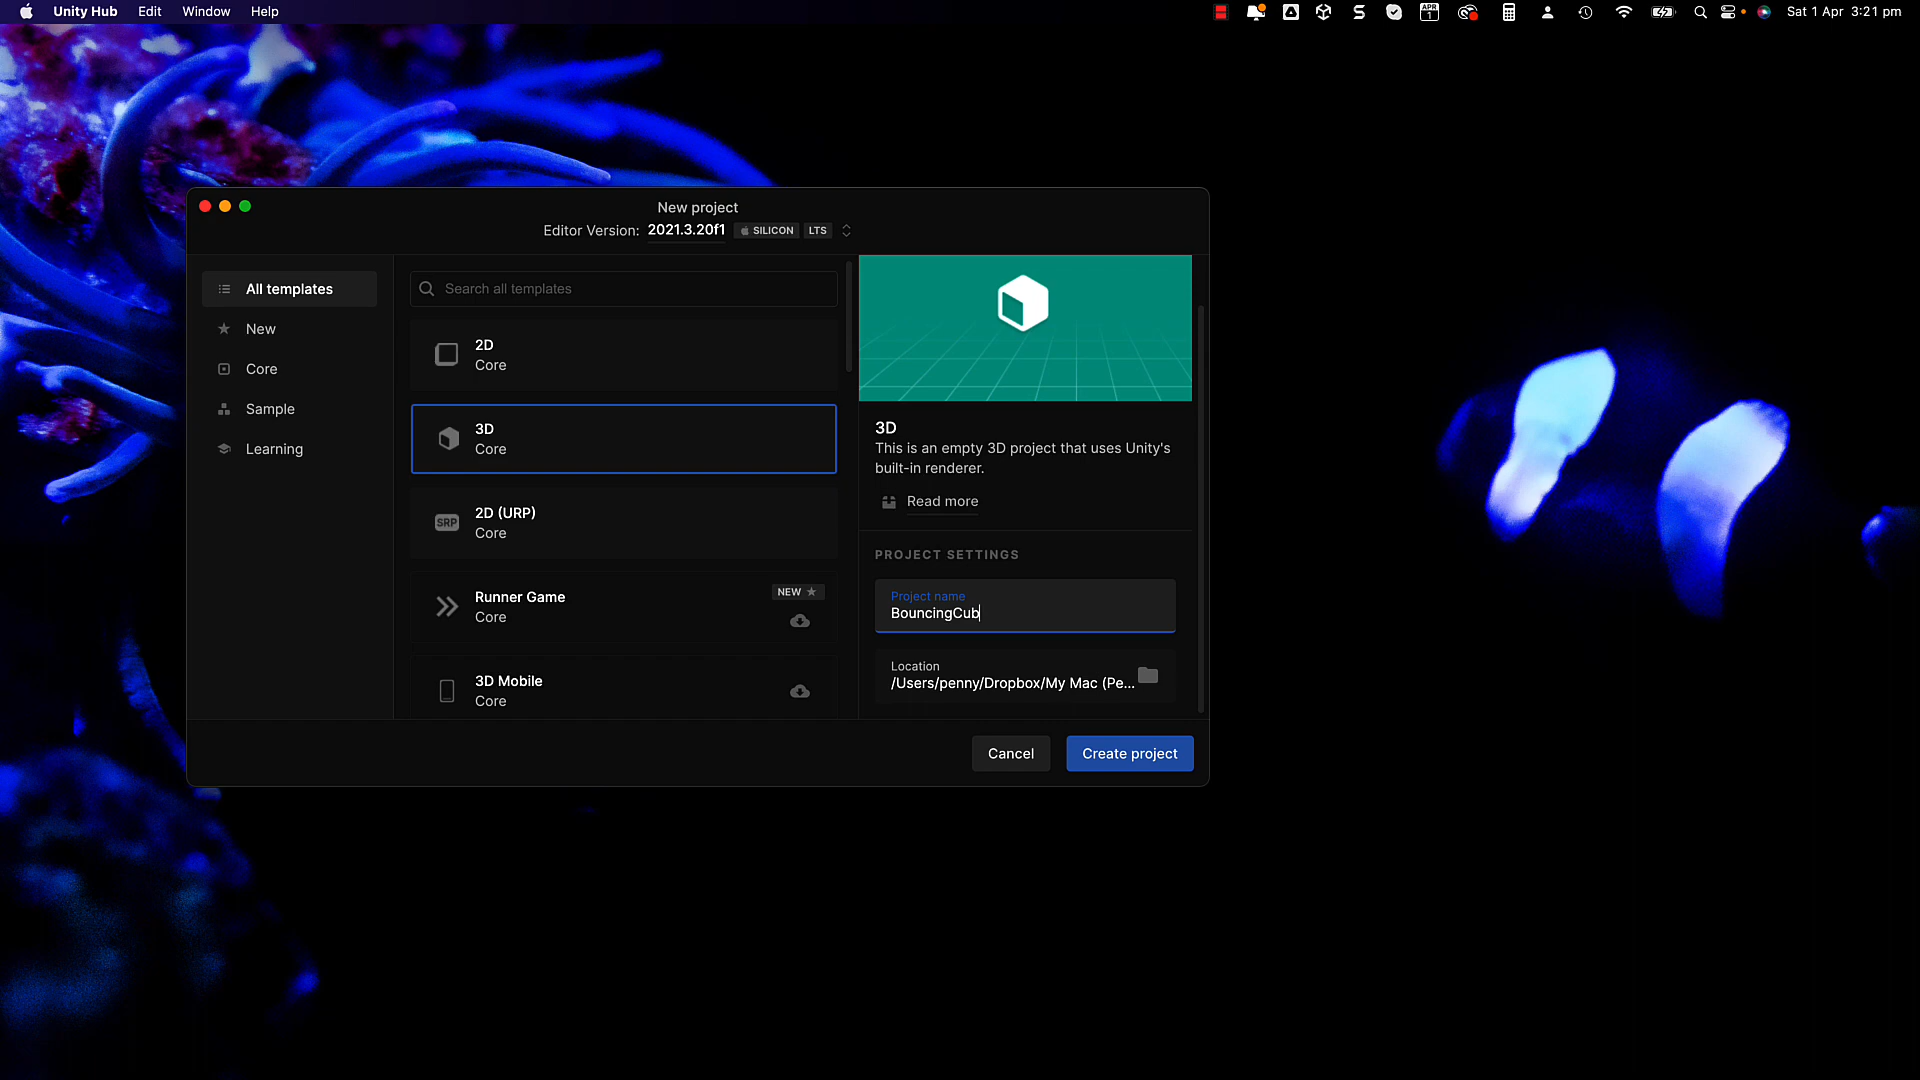 Unity Hub Edit Window Help
APR
1
Sat 1 Apr 3:21 pm
New project
Editor Version: 2021.3.20f1 SILICON LTS
All templates
New
Core
Sample
Learning
Search all templates
2D
Core
3D
Core
SRP
2D (URP)
Core
Runner Game
Core
NEW
3D Mobile
Core
3D
This is an empty 3D project that uses Unity's
built-in renderer.
Read more
PROJECT SETTINGS
Project name
BouncingCub
Location
/Users/penny/Dropbox/My Mac (Pe...
Cancel
Create project